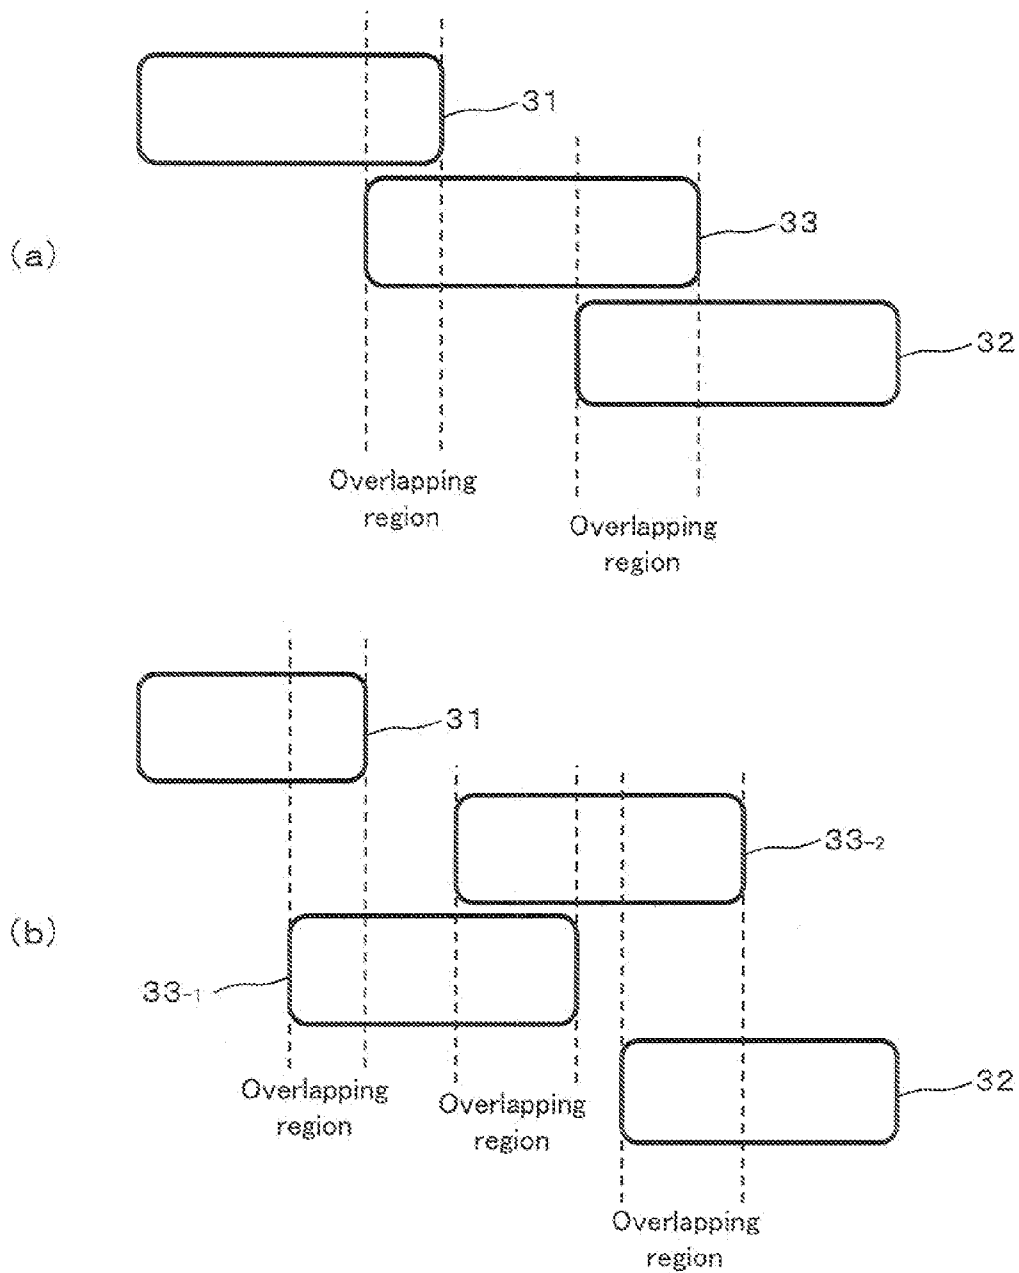 31
33
(a)
32
Overlapping
region
Overlapping
region
31
33-2
(b)
33-1
32
Overlapping
region
Overlapping
region
Overlapping
region